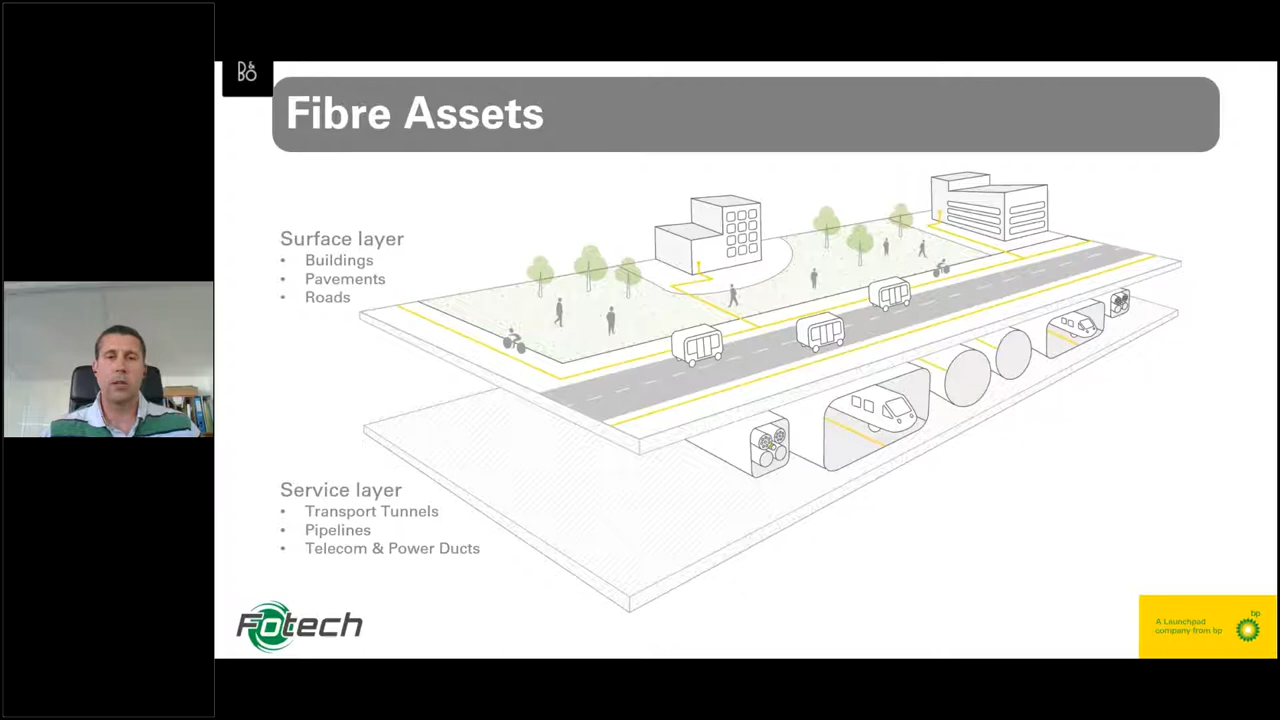 B&
BO
Fibre Assets
Surface layer
• Buildings
• Pavements
• Roads
Service layer
• Transport Tunnels
• Pipelines
• Telecom & Power Ducts
Fotech
bp
A Launchpad
company from bp